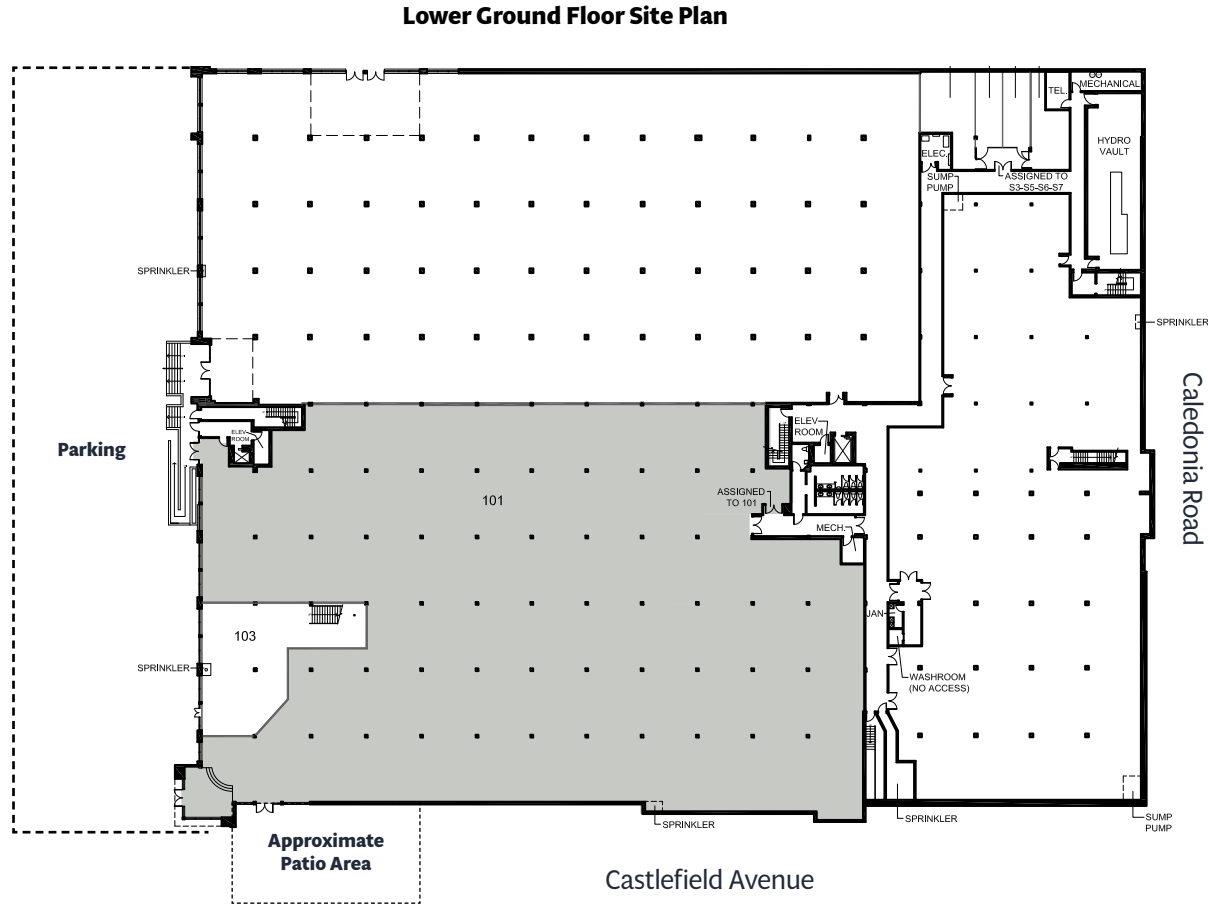 Lower Ground Floor Site Plan
MECHANICAL
TEL.
HYDRO
VAULT
ELEC.
SUMP
PUMP
ASSIGNED TO
S3-S5-S6-S7
SPRINKLER
SPRINKLER
Caledonia Road
ELEV
ROOM
ELEV
ROOM
Parking
101
ASSIGNED
TO 101
MECH.
103
JAN
SPRINKLER
WASHROOM
(NO ACCESS)
SPRINKLER
SPRINKLER
SUMP
PUMP
Approximate
Patio Area
Castlefield Avenue